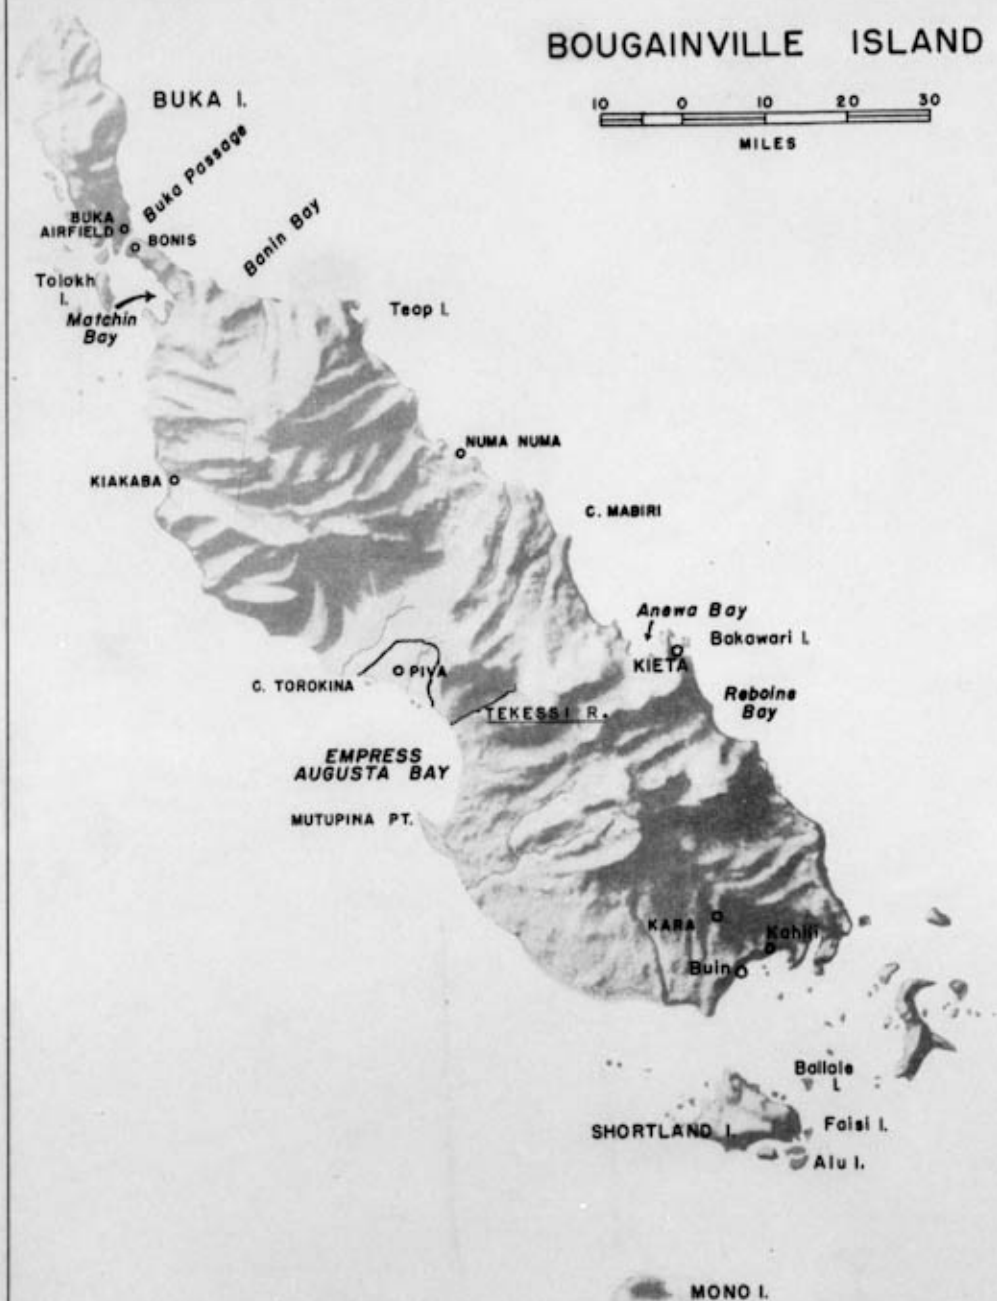 BOUGAINVILLE ISLAND
10 0 10 20 30
MILES
BUKA I.
Buka Passage
BUKA
AIRFIELD
BONIS
Banin Bay
Tolokh
I.
Matchin
Bay
Teop I.
NUMA NUMA
KIAKABA
C. MABIRI
Anewa Bay
Bakawari I.
KIETA
PIVA
C. TOROKINA
Reboine
Bay
TEKESSI R.
EMPRESS
AUGUSTA BAY
MUTUPINA PT.
KARA
Kahili
Buin
Ballale
I.
SHORTLAND I.
Faisi I.
Alu I.
MONO I.